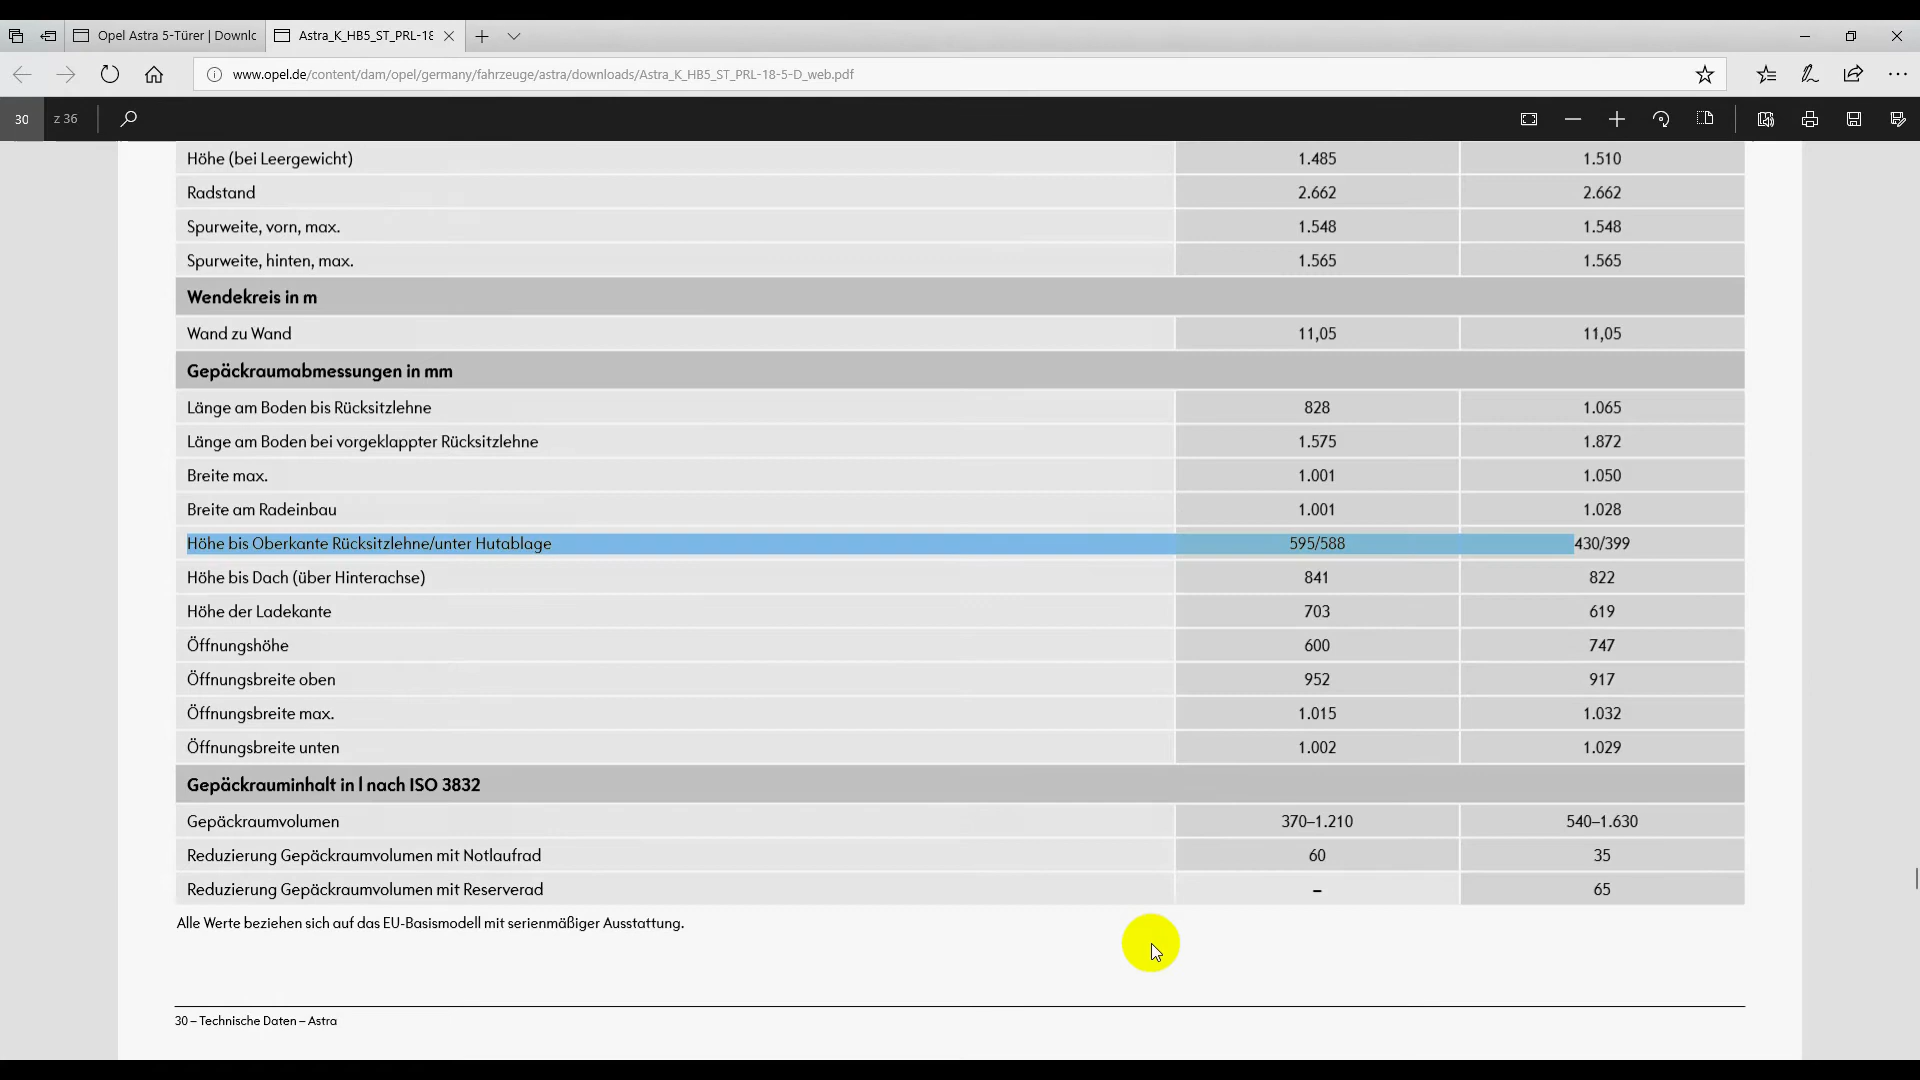 Opel Astra 5-Türer | Downlc
Astra_K_HB5_ST_PRL-18
www.opel.de/content/dam/opel/germany/fahrzeuge/astra/downloads/Astra_K_HB5_ST_PRL-18-5-D_web.pdf
30 z 36
Höhe (bei Leergewicht) 1.485 1.510
Radstand 2.662 2.662
Spurweite, vorn, max. 1.548 1.548
Spurweite, hinten, max. 1.565 1.565
Wendekreis in m
Wand zu Wand 11,05 11,05
Gepäckraumabmessungen in mm
Länge am Boden bis Rücksitzlehne 828 1.065
Länge am Boden bei vorgeklappter Rücksitzlehne 1.575 1.872
Breite max. 1.001 1.050
Breite am Radeinbau 1.001 1.028
Höhe bis Oberkante Rücksitzlehne/unter Hutablage 595/588 430/399
Höhe bis Dach (über Hinterachse) 841 822
Höhe der Ladekante 703 619
Öffnungshöhe 600 747
Öffnungsbreite oben 952 917
Öffnungsbreite max. 1.015 1.032
Öffnungsbreite unten 1.002 1.029
Gepäckrauminhalt in l nach ISO 3832
Gepäckraumvolumen 370–1.210 540–1.630
Reduzierung Gepäckraumvolumen mit Notlaufrad 60 35
Reduzierung Gepäckraumvolumen mit Reserverad – 65
Alle Werte beziehen sich auf das EU-Basismodell mit serienmäßiger Ausstattung.
30 – Technische Daten – Astra